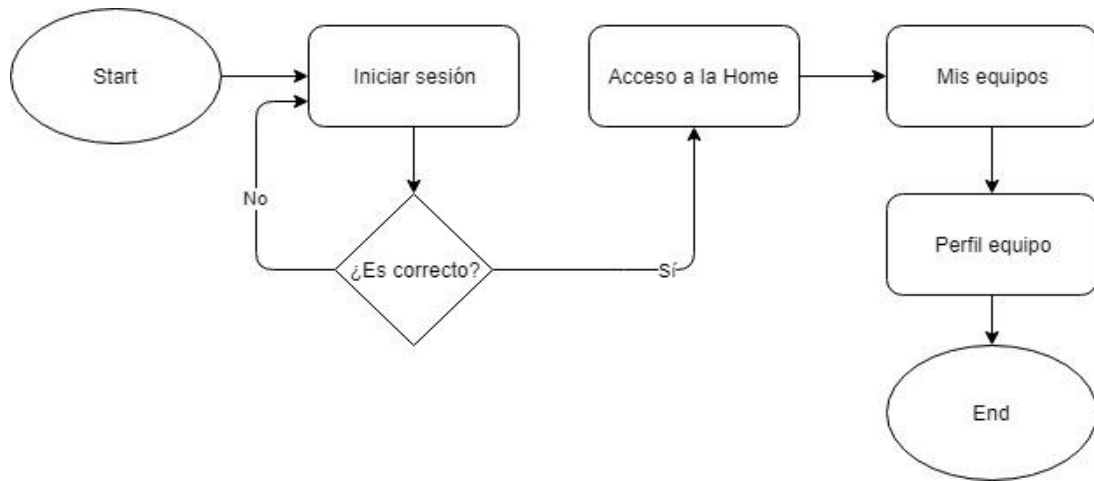 Start
Iniciar sesión
Acceso a la Home
Mis equipos
No
¿Es correcto?
Sí
Perfil equipo
End